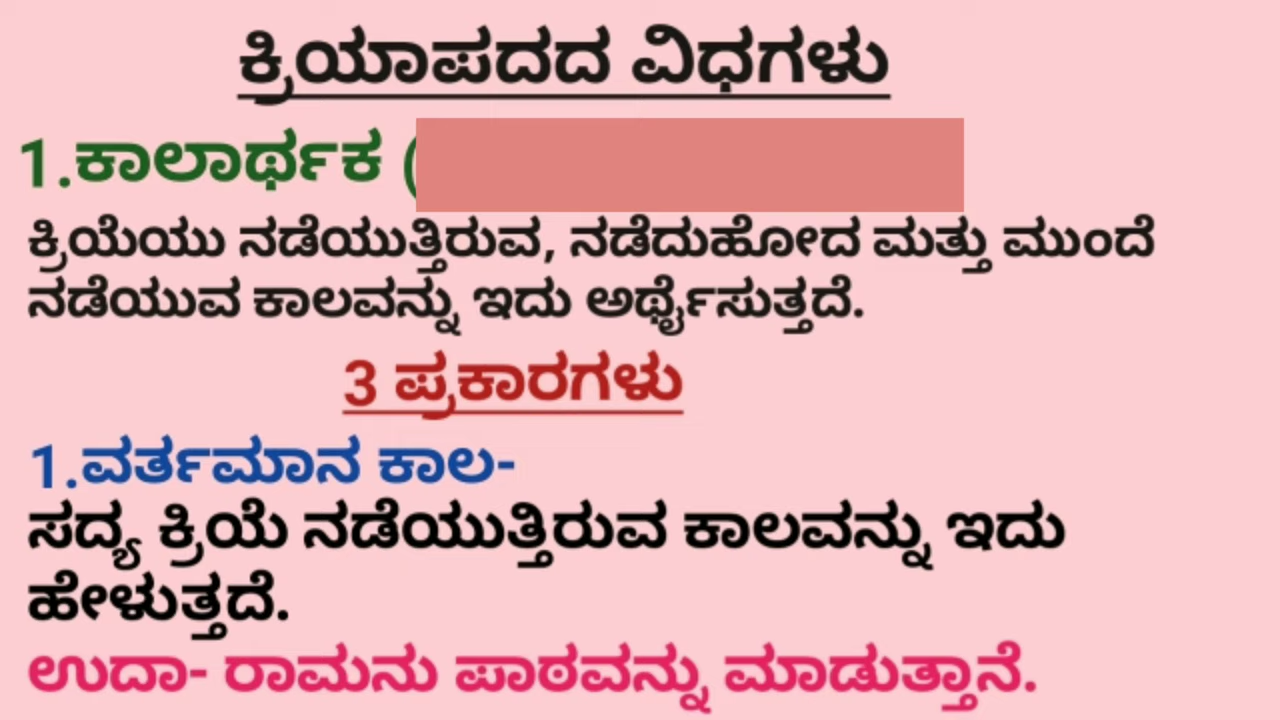 ಕ್ರಿಯಾಪದದ ವಿಧಗಳು
1.ಕಾಲಾರ್ಥಕ (
ಕ್ರಿಯೆಯು ನಡೆಯುತ್ತಿರುವ, ನಡೆದುಹೋದ ಮತ್ತು ಮುಂದೆ
ನಡೆಯುವ ಕಾಲವನ್ನು ಇದು ಅರ್ಥೈಸುತ್ತದೆ.
3 ಪ್ರಕಾರಗಳು
1.ವರ್ತಮಾನ ಕಾಲ-
ಸದ್ಯ ಕ್ರಿಯೆ ನಡೆಯುತ್ತಿರುವ ಕಾಲವನ್ನು ಇದು
ಹೇಳುತ್ತದೆ.
ಉದಾ- ರಾಮನು ಪಾಠವನ್ನು ಮಾಡುತ್ತಾನೆ.